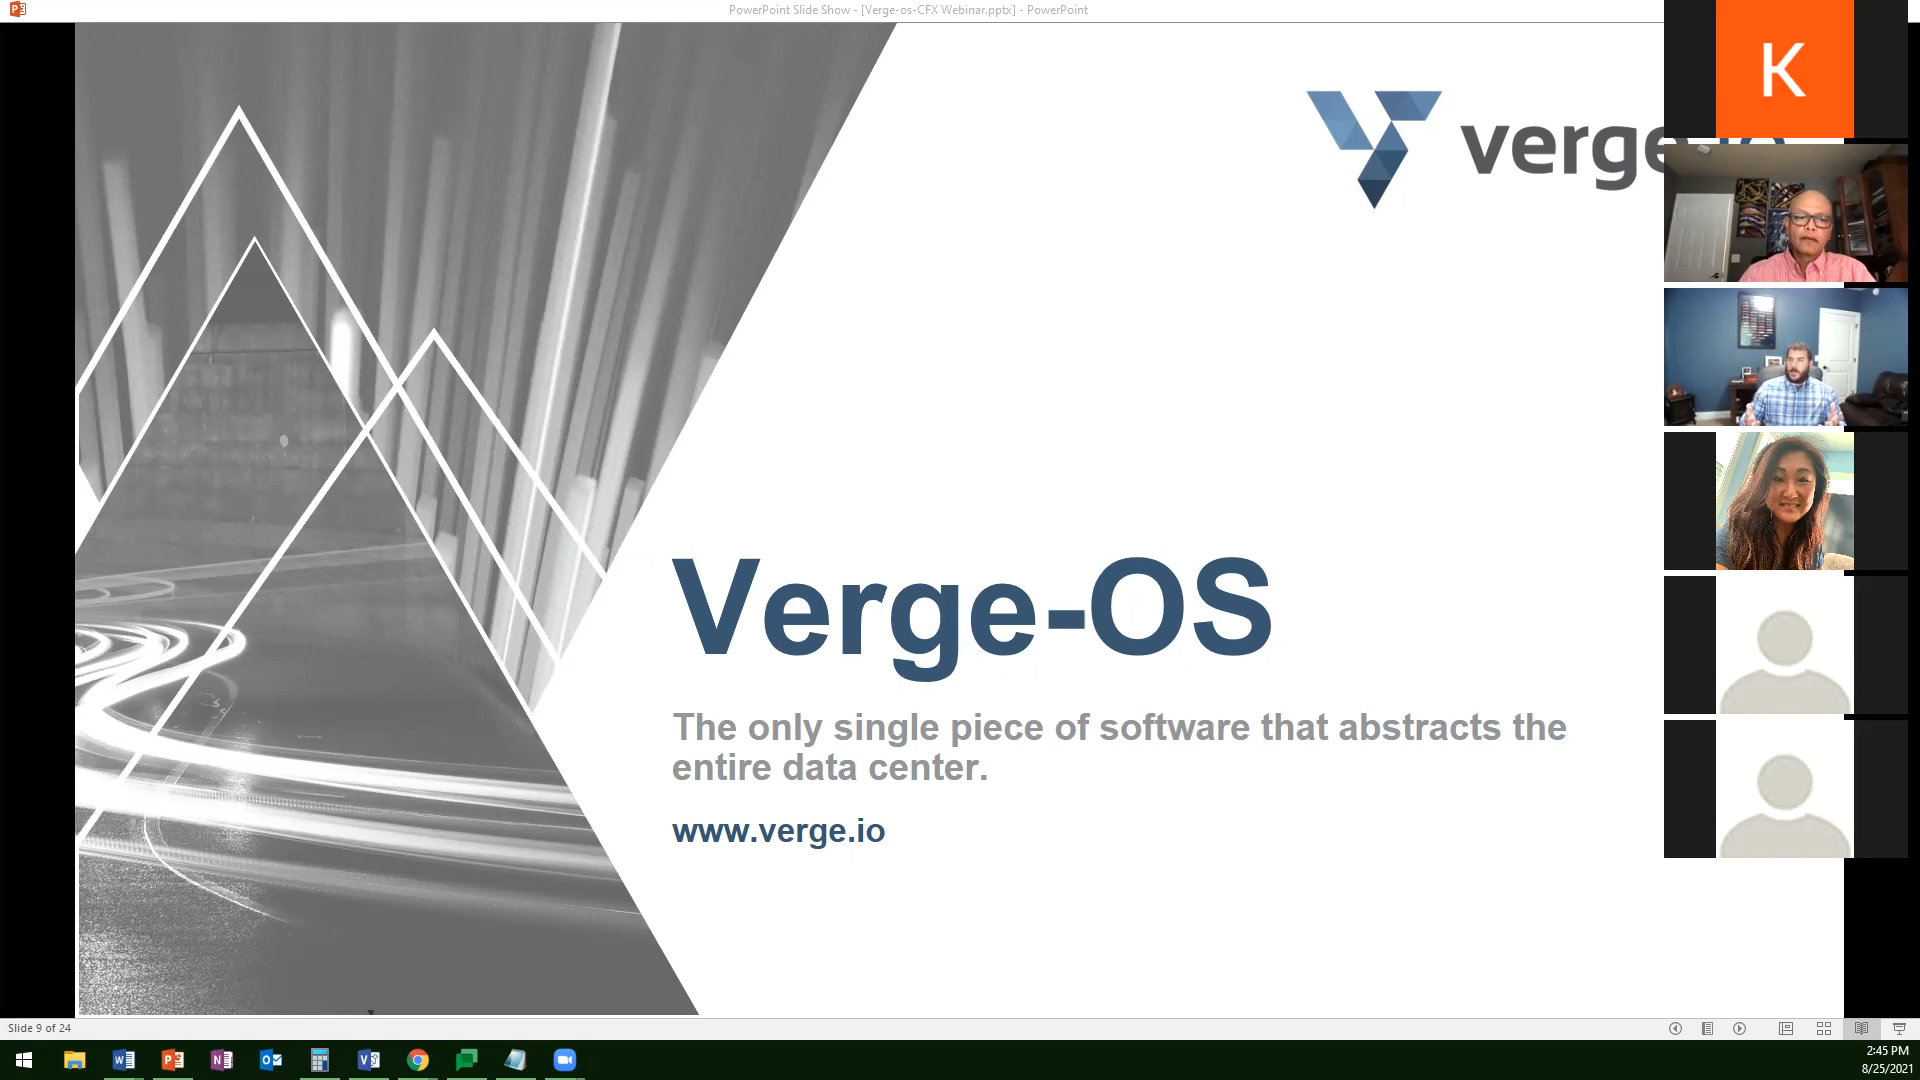 PowerPoint Slide Show - [Verge-os-CFX Webinar.pptx] - PowerPoint
K
verge.io
Verge-OS
The only single piece of software that abstracts the
entire data center.
www.verge.io
Slide 9 of 24
2:45 PM
8/25/2021